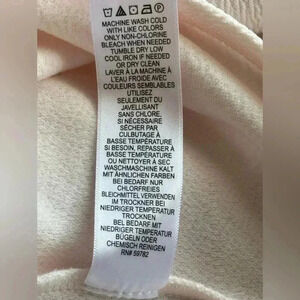 MACHINE WASH COLD
WITH LIKE COLORS
ONLY NON-CHLORINE
BLEACH WHEN NEEDED
TUMBLE DRY LOW
COOL IRON IF NEEDED
OR DRY CLEAN
LAVER À LA MACHINE À
L'EAU FROIDE AVEC
COULEURS SEMBLABLES
UTILISEZ
SEULEMENT DU
JAVELLISANT
SANS CHLORE,
SI NÉCESSAIRE
SÉCHER PAR
CULBUTAGE À
BASSE TEMPÉRATURE
SI BESOIN, REPASSER À
BASSE TEMPÉRATURE
OU NETTOYER À SEC
WASCHMASCHINE KALT
MIT ÄHNLICHEN FARBEN
BEI BEDARF NUR
CHLORFREIES
BLEICHMITTEL VERWENDEN
IM TROCKNER BEI
NIEDRIGER TEMPERATUR
TROCKNEN
BEI BEDARF MIT
NIEDRIGER TEMPERATUR
BÜGELN ODER
CHEMISCH REINIGEN
RN# 59782